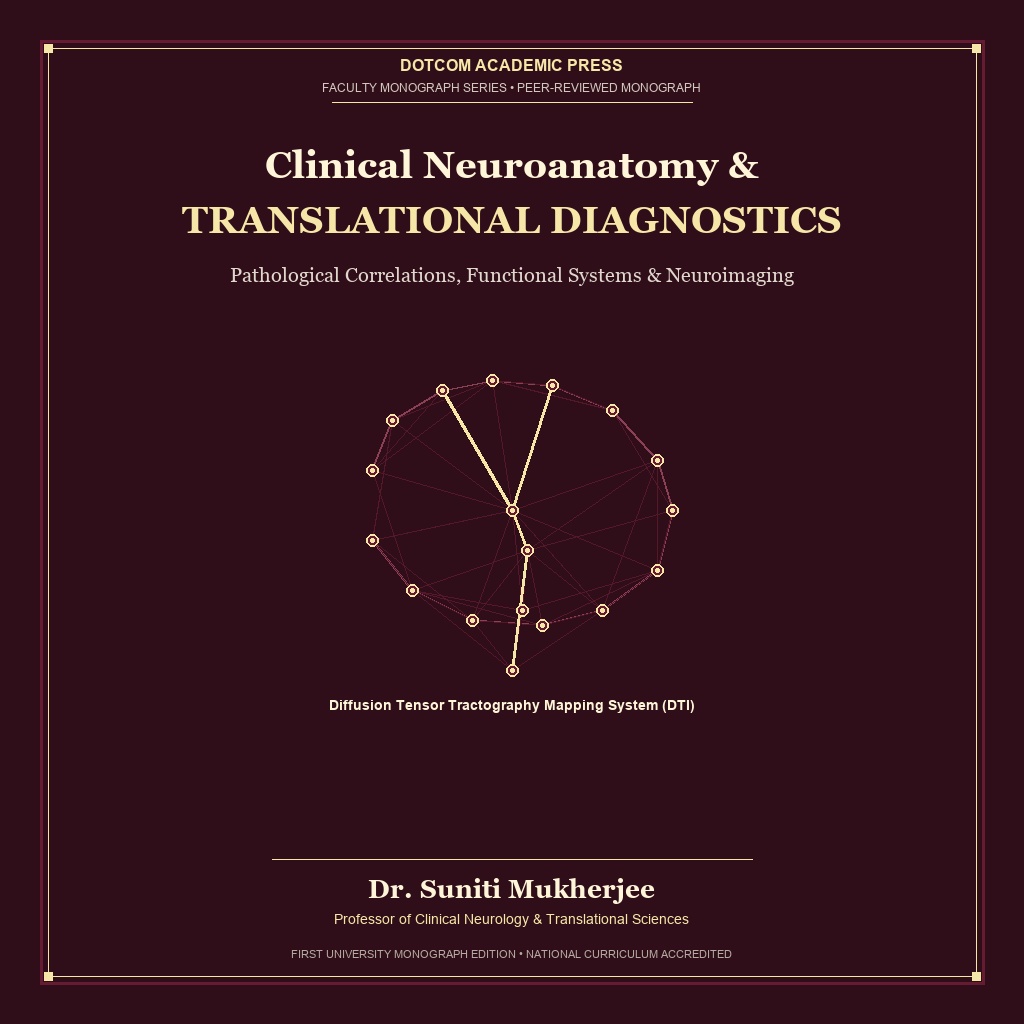 DOTCOM ACADEMIC PRESS
FACULTY MONOGRAPH SERIES • PEER-REVIEWED MONOGRAPH
Clinical Neuroanatomy &
TRANSLATIONAL DIAGNOSTICS
Pathological Correlations, Functional Systems & Neuroimaging
Diffusion Tensor Tractography Mapping System (DTI)
Dr. Suniti Mukherjee
Professor of Clinical Neurology & Translational Sciences
FIRST UNIVERSITY MONOGRAPH EDITION • NATIONAL CURRICULUM ACCREDITED